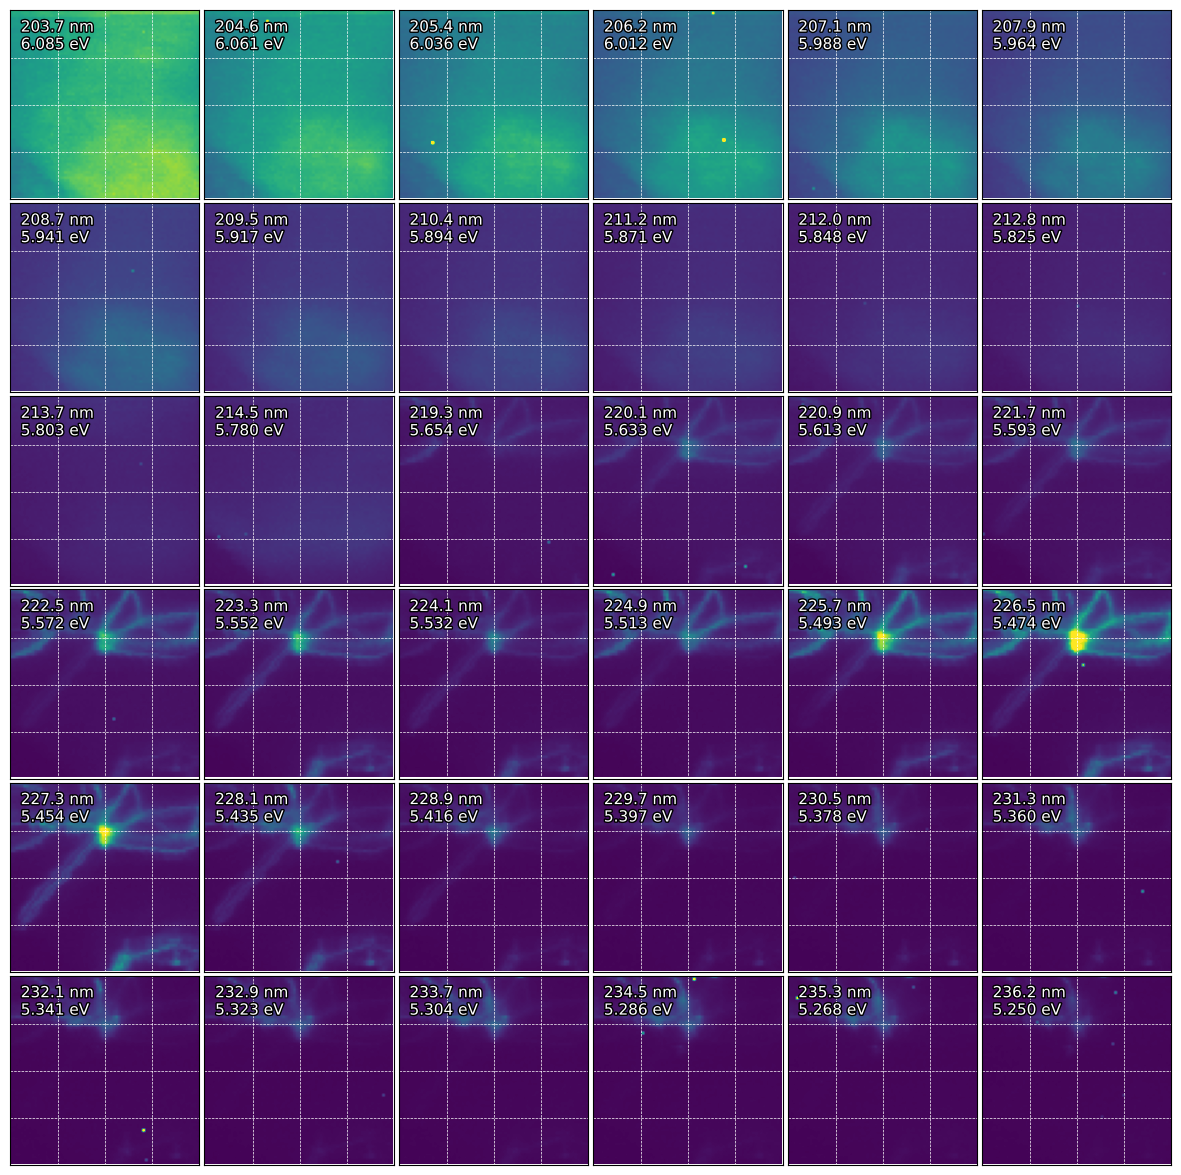 203.7 nm
6.085 eV
204.6 nm
6.061 eV
205.4 nm
6.036 eV
206.2 nm
6.012 eV
207.1 nm
5.988 eV
207.9 nm
5.964 eV
208.7 nm
5.941 eV
209.5 nm
5.917 eV
210.4 nm
5.894 eV
211.2 nm
5.871 eV
212.0 nm
5.848 eV
212.8 nm
5.825 eV
213.7 nm
5.803 eV
214.5 nm
5.780 eV
219.3 nm
5.654 eV
220.1 nm
5.633 eV
220.9 nm
5.613 eV
221.7 nm
5.593 eV
222.5 nm
5.572 eV
223.3 nm
5.552 eV
224.1 nm
5.532 eV
224.9 nm
5.513 eV
225.7 nm
5.493 eV
226.5 nm
5.474 eV
227.3 nm
5.454 eV
228.1 nm
5.435 eV
228.9 nm
5.416 eV
229.7 nm
5.397 eV
230.5 nm
5.378 eV
231.3 nm
5.360 eV
232.1 nm
5.341 eV
232.9 nm
5.323 eV
233.7 nm
5.304 eV
234.5 nm
5.286 eV
235.3 nm
5.268 eV
236.2 nm
5.250 eV